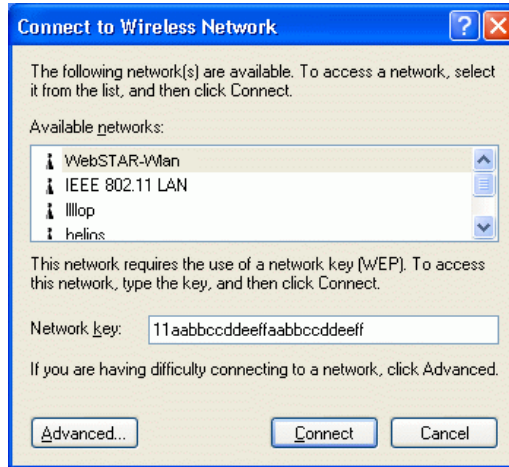 Connect to Wireless Network
The following network(s) are available. To access a network, select
it from the list, and then click Connect.
Available networks:
WebSTAR-Wlan
IEEE 802.11 LAN
llllop
helios
This network requires the use of a network key (WEP). To access
this network, type the key, and then click Connect.
Network key: 11aabbccddeeffaabbccddeeff
If you are having difficulty connecting to a network, click Advanced.
Advanced... Connect Cancel